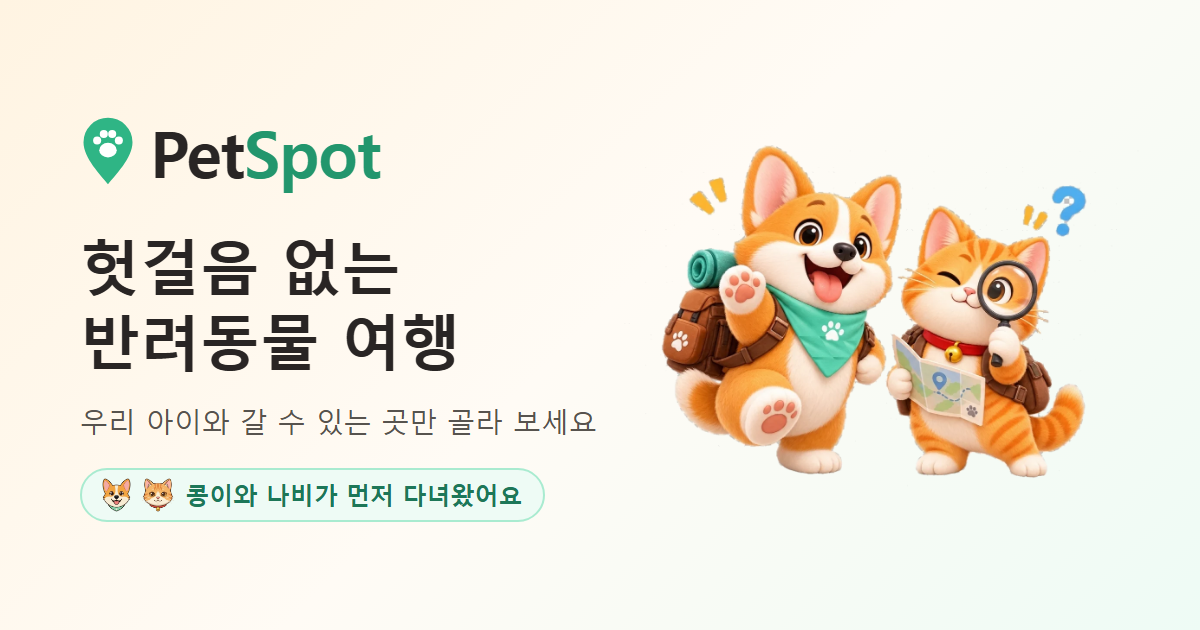 PetSpot
헛걸음 없는
반려동물 여행
우리 아이와 갈 수 있는 곳만 골라 보세요
콩이와 나비가 먼저 다녀왔어요
?